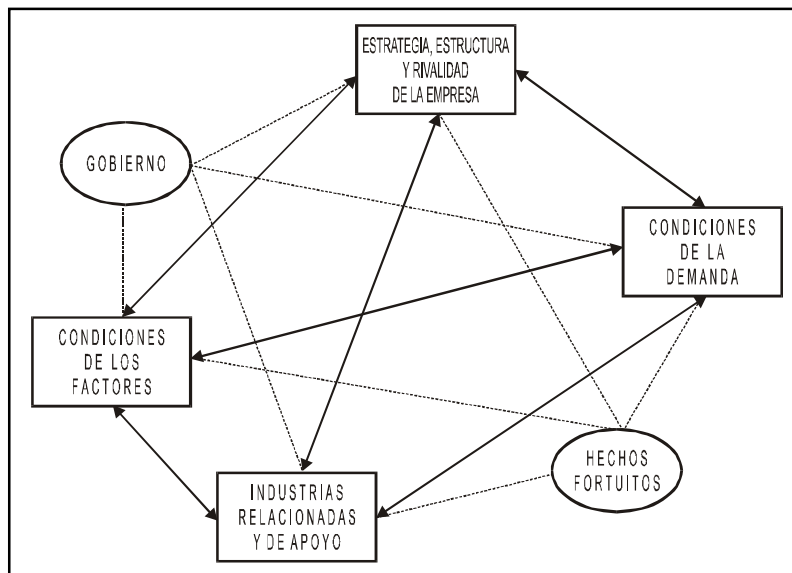 ESTRATEGIA, ESTRUCTURA
Y RIVALIDAD
DE LA EMPRESA
GOBIERNO
CONDICIONES
DE LA
DEMANDA
CONDICIONES
DE LOS
FACTORES
HECHOS
FORTUITOS
INDUSTRIAS
RELACIONADAS
Y DE APOYO